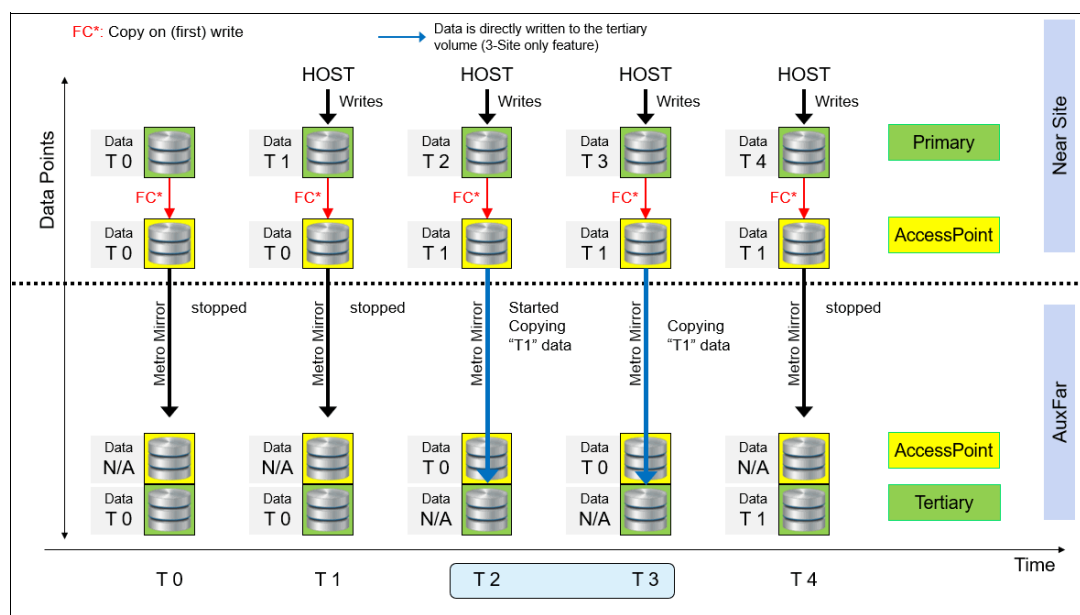 FC*: Copy on (first) write
Data is directly written to the tertiary
volume (3-Site only feature)
HOST HOST HOST HOST
Writes Writes Writes Writes
Data T 0 Data T 1 Data T 2 Data T 3 Data T 4 Primary
FC* FC* FC* FC* FC*
Data T 0 Data T 0 Data T 1 Data T 1 Data T 1 AccessPoint
Near Site
Data Points
Metro Mirror stopped Metro Mirror stopped Metro Mirror Started
Copying
"T1" data
Metro Mirror Copying
"T1" data
Metro Mirror stopped
Data N/A Data N/A Data T 0 Data T 0 Data N/A AccessPoint
Data T 0 Data T 0 Data N/A Data N/A Data T 1 Tertiary
AuxFar
Time
T 0 T 1 T 2 T 3 T 4